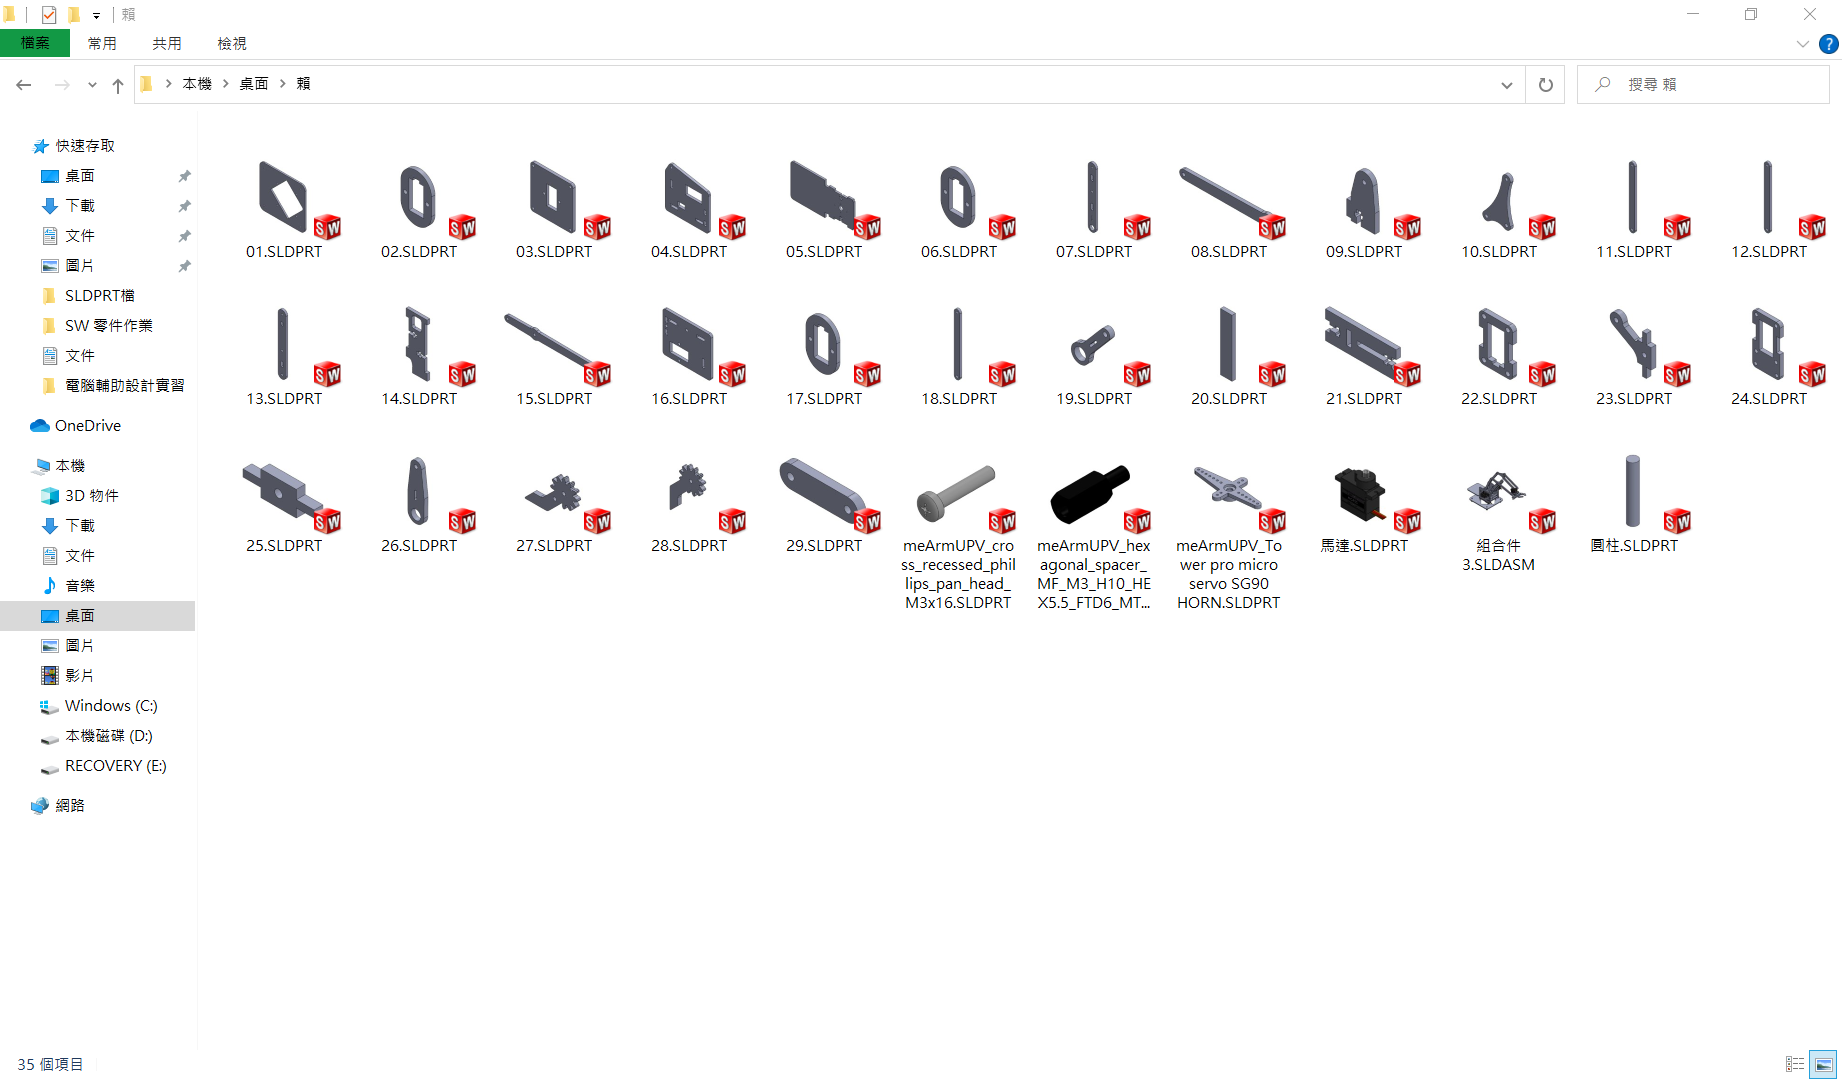 賴
檔案 常用 共用 檢視
本機 桌面 賴
搜尋 賴
快速存取
桌面
下載
文件
圖片
SLDPRT檔
SW 零件作業
文件
電腦輔助設計實習
OneDrive
本機
3D 物件
下載
文件
音樂
桌面
圖片
影片
Windows (C:)
本機磁碟 (D:)
RECOVERY (E:)
網路
01.SLDPRT 02.SLDPRT 03.SLDPRT 04.SLDPRT 05.SLDPRT 06.SLDPRT 07.SLDPRT 08.SLDPRT 09.SLDPRT 10.SLDPRT 11.SLDPRT 12.SLDPRT
13.SLDPRT 14.SLDPRT 15.SLDPRT 16.SLDPRT 17.SLDPRT 18.SLDPRT 19.SLDPRT 20.SLDPRT 21.SLDPRT 22.SLDPRT 23.SLDPRT 24.SLDPRT
25.SLDPRT 26.SLDPRT 27.SLDPRT 28.SLDPRT 29.SLDPRT
meArmUPV_cro
ss_recessed_phil
lips_pan_head_
M3x16.SLDPRT
meArmUPV_hex
agonal_spacer_
MF_M3_H10_HE
X5.5_FTD6_MT...
meArmUPV_To
wer pro micro
servo SG90
HORN.SLDPRT
馬達.SLDPRT
組合件
3.SLDASM
圓柱.SLDPRT
35 個項目